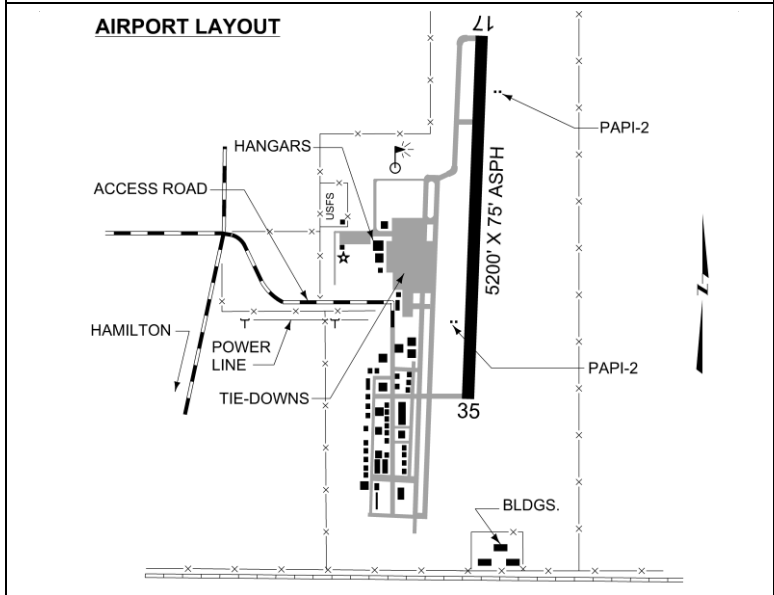 AIRPORT LAYOUT
17
PAPI-2
HANGARS
ACCESS ROAD
USFS
5200' X 75' ASPH
N
HAMILTON
POWER
LINE
PAPI-2
TIE-DOWNS
35
BLDGS.